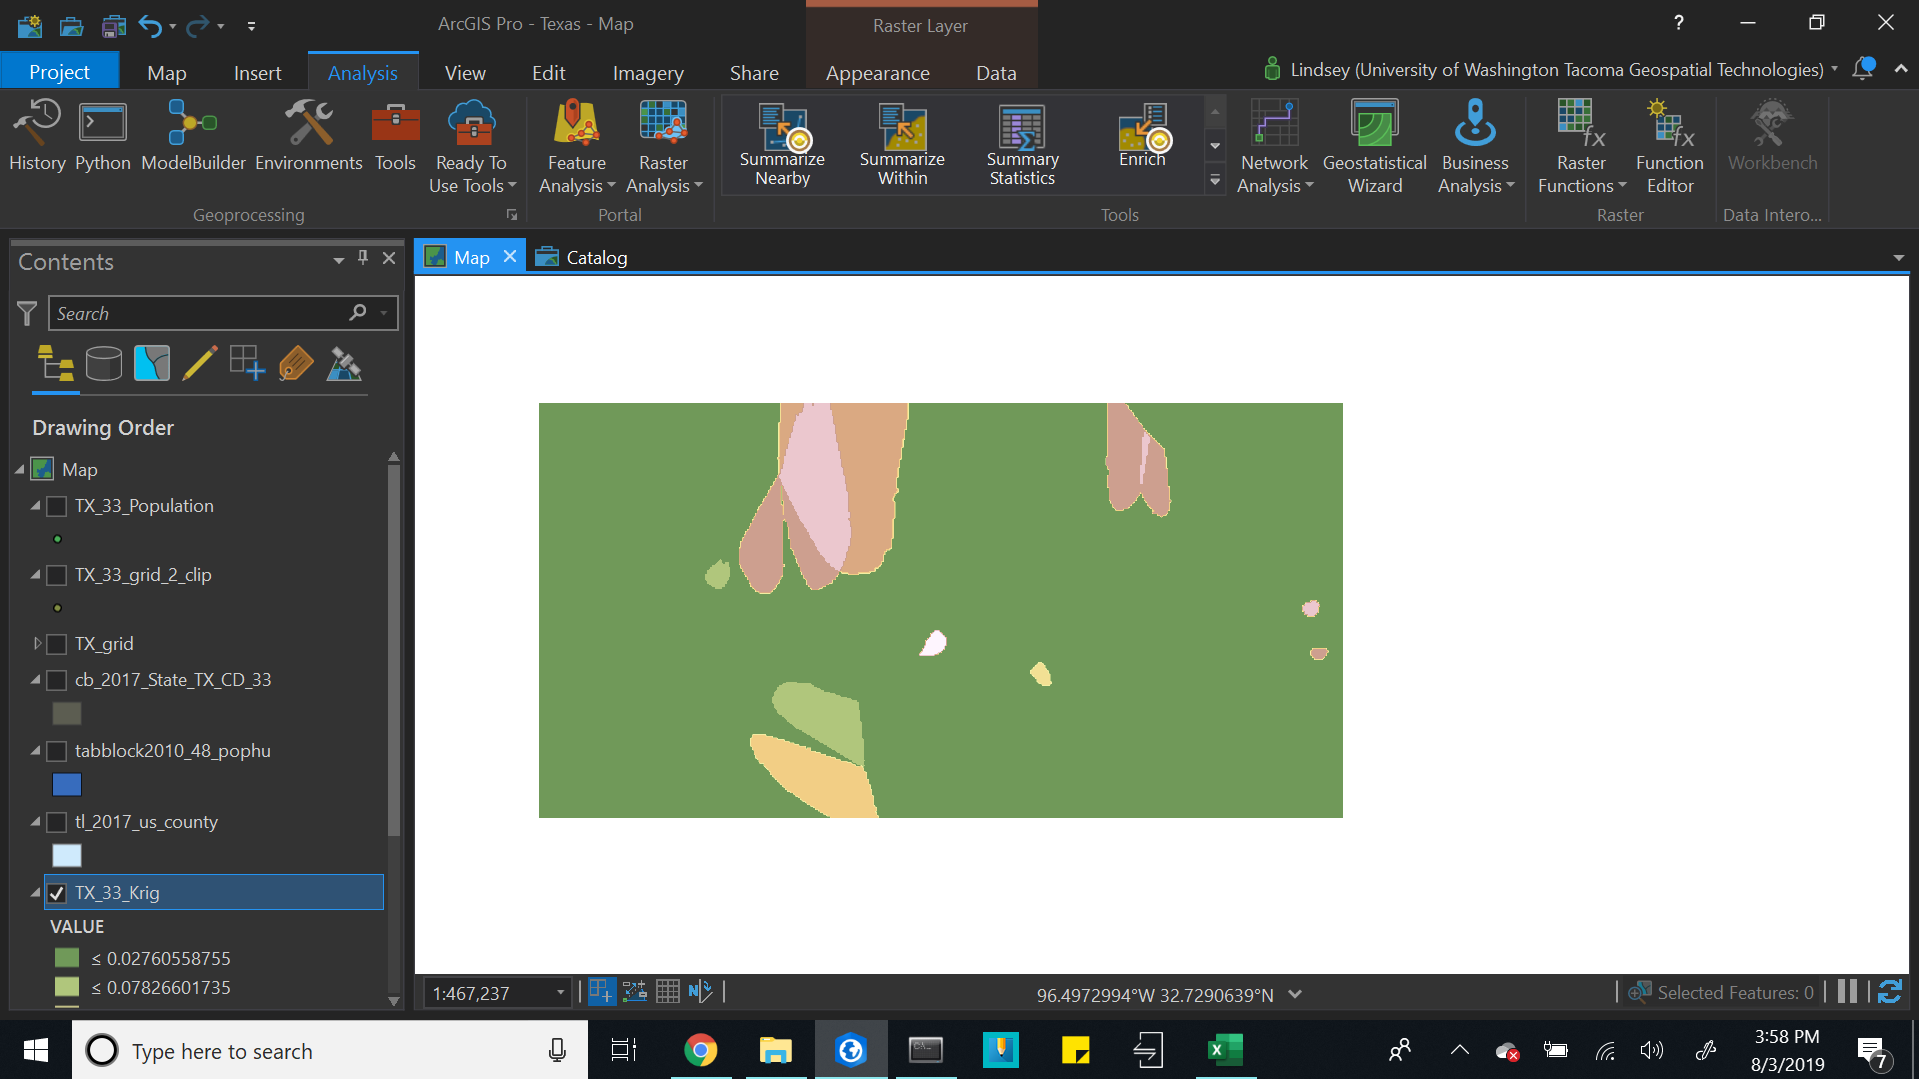 ArcGIS Pro - Texas - Map
Raster Layer
?
Project
Map
Insert
Analysis
View
Edit
Imagery
Share
Appearance
Data
Lindsey (University of Washington Tacoma Geospatial Technologies)
History
Python
ModelBuilder
Environments
Tools
Ready To
Use Tools
Feature
Analysis
Raster
Analysis
Summarize
Nearby
Summarize
Within
Summary
Statistics
Enrich
Network
Analysis
Geostatistical
Wizard
Business
Analysis
Raster
Functions
Function
Editor
Workbench
Geoprocessing
Portal
Tools
Raster
Data Intero...
Contents
Map
Catalog
Search
Drawing Order
Map
TX_33_Population
TX_33_grid_2_clip
TX_grid
cb_2017_State_TX_CD_33
tabblock2010_48_pophu
tl_2017_us_county
TX_33_Krig
VALUE
≤ 0.02760558755
≤ 0.07826601735
1:467,237
96.4972994°W 32.7290639°N
Selected Features: 0
Type here to search
3:58 PM
8/3/2019
7